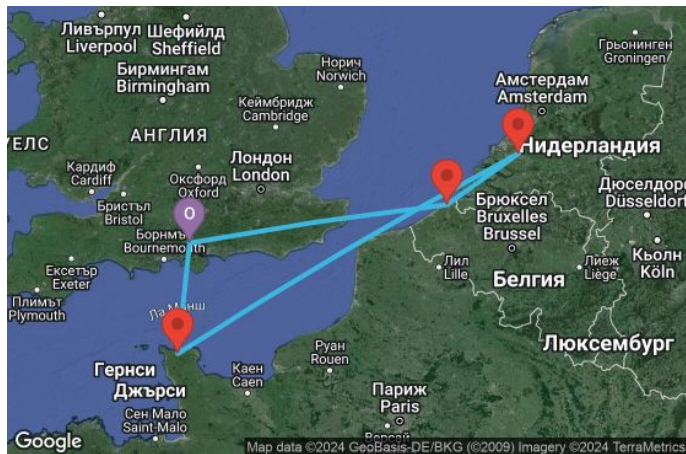 Ливърпул
Liverpool
Шефийлд
Sheffield
Норич
Norwich
Грьонинген
Groningen
Бирмингам
Birmingham
Амстердам
Amsterdam
Кеймбридж
Cambridge
УЕЛС
АНГЛИЯ
Нидерландия
Кардиф
Cardiff
Оксфорд
Oxford
Лондон
London
Бристъл
Bristol
Брюксел
Bruxelles
Brussel
Дюселдорф
Düsseldorf
O
Борнмъ
Bournemouth
Ексетър
Exeter
Лил
Lille
Лиеж
Liège
Кьолн
Köln
Белгия
Плимът
Plymouth
Ла Манш
Люксембург
Гернси
Джърси
Каен
Caen
Руан
Rouen
Париж
Paris
Сен Мало
Saint-Malo
Версай
Google
Map data ©2024 GeoBasis-DE/BKG (©2009) Imagery ©2024 TerraMetrics